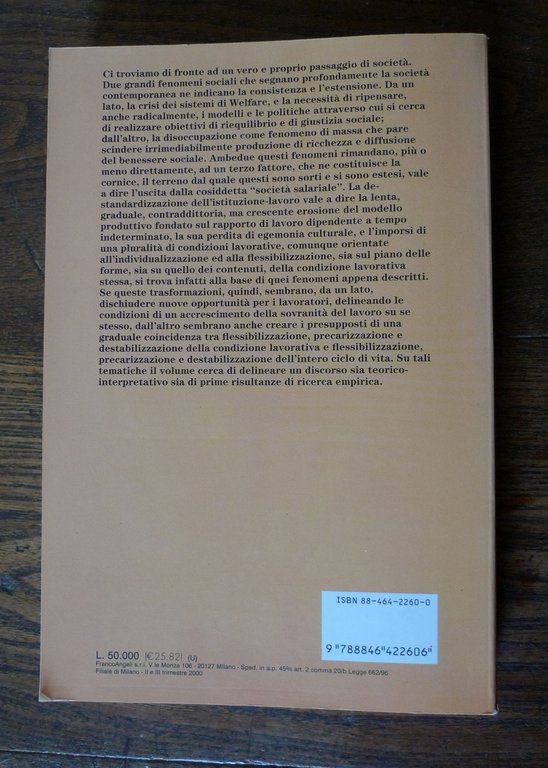 Ci troviamo di fronte ad un vero e proprio passaggio di società.
Due grandi fenomeni sociali che segnano profondamente la società
contemporanea ne indicano la consistenza e l'estensione. Da un
lato, la crisi dei sistemi di Welfare, e la necessità di ripensare,
anche radicalmente, i modelli e le politiche attraverso cui si cerca
di realizzare obiettivi di riequilibrio e di giustizia sociale;
dall'altro, la disoccupazione come fenomeno di massa che pare
scindere irrimediabilmente produzione di ricchezza e diffusione
del benessere sociale. Ambedue questi fenomeni rimandano, più o
meno direttamente, ad un terzo fattore, che ne costituisce la
cornice, il terreno dal quale questi sono sorti e si sono estesi, vale
a dire l'uscita dalla cosiddetta "società salariale". La de-
standardizzazione dell'istituzione-lavoro vale a dire la lenta,
graduale, contraddittoria, ma crescente erosione del modello
produttivo fondato sul rapporto di lavoro dipendente a tempo
indeterminato, la sua perdita di egemonia culturale, e l'imporsi di
una pluralità di condizioni lavorative, comunque orientate
all'individualizzazione ed alla flessibilizzazione, sia sul piano delle
forme, sia su quello dei contenuti, della condizione lavorativa
stessa, si trova infatti alla base di quei fenomeni appena descritti.
Se queste trasformazioni, quindi, sembrano, da un lato,
dischiudere nuove opportunità per i lavoratori, delineando le
condizioni di un accrescimento della sovranità del lavoro su se
stesso, dall'altro sembrano anche creare i presupposti di una
graduale coincidenza tra flessibilizzazione, precarizzazione e
destabilizzazione della condizione lavorativa e flessibilizzazione,
precarizzazione e destabilizzazione dell'intero ciclo di vita. Su tali
tematiche il volume cerca di delineare un discorso sia teorico-
interpretativo sia di prime risultanze di ricerca empirica.
ISBN 88-464-2260-0
9 788846 422606
L. 50.000 (€25.82) (U)
FrancoAngeli s.r.l. V.le Monza 106 - 20127 Milano - Sped. in a.p. 45% art. 2 comma 20/b Legge 662/96
Filiale di Milano - II e III trimestre 2000